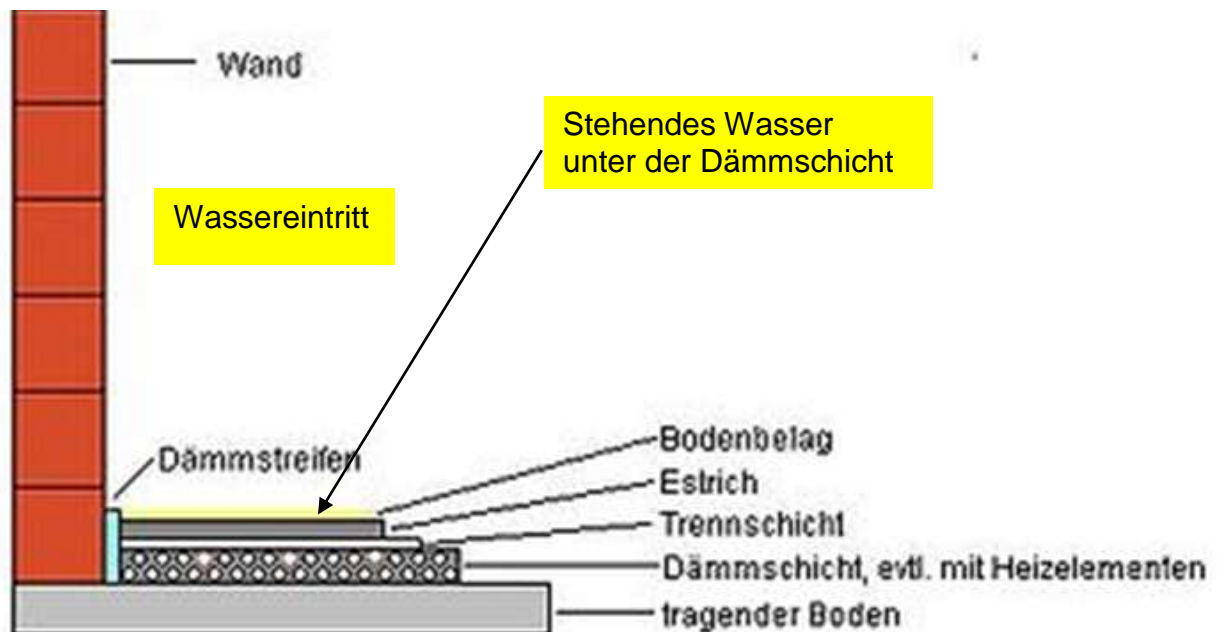 Wand
Stehendes Wasser
unter der Dämmschicht
Wassereintritt
Dämmstreifen
Bodenbelag
Estrich
Trennschicht
Dämmschicht, evtl. mit Heizelementen
tragender Boden